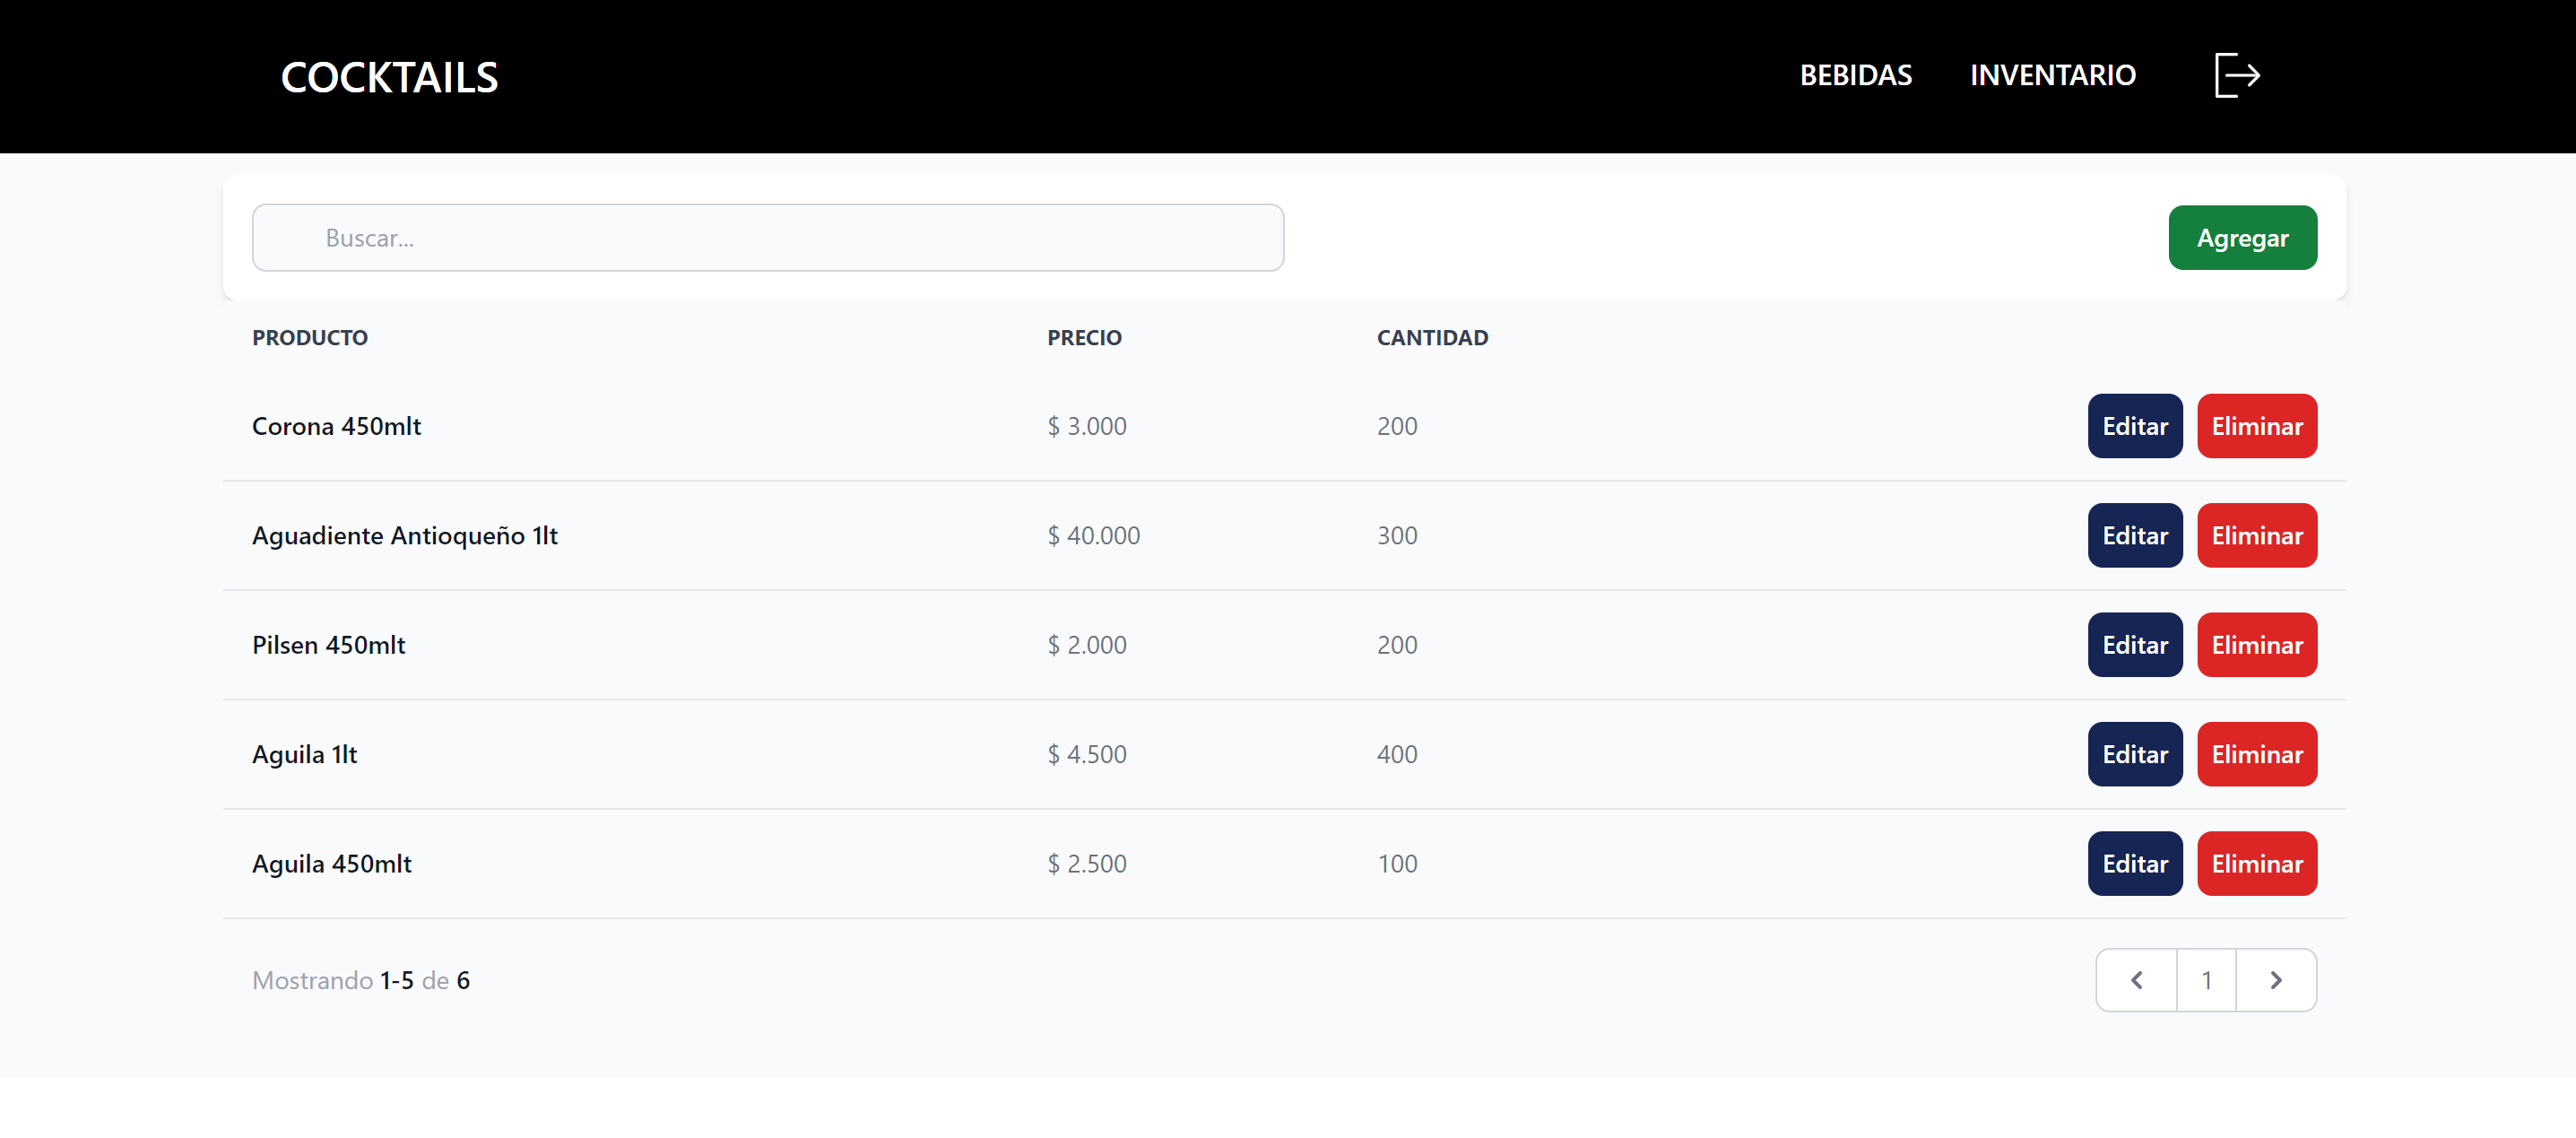 COCKTAILS BEBIDAS INVENTARIO
Buscar... Agregar
PRODUCTO PRECIO CANTIDAD
Corona 450mlt $ 3.000 200 Editar Eliminar
Aguadiente Antioqueño 1lt $ 40.000 300 Editar Eliminar
Pilsen 450mlt $ 2.000 200 Editar Eliminar
Aguila 1lt $ 4.500 400 Editar Eliminar
Aguila 450mlt $ 2.500 100 Editar Eliminar
Mostrando 1-5 de 6 1